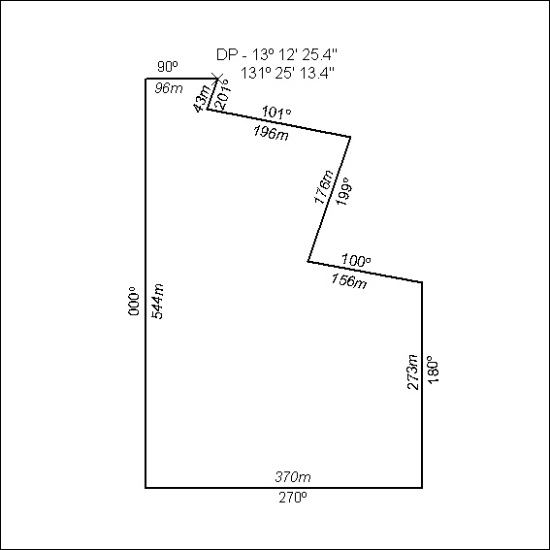 DP - 13º 12' 25.4"
131º 25' 13.4"
90º
96m
43m
201º
101º
196m
176m
199º
100º
156m
000º
544m
273m
180º
370m
270º